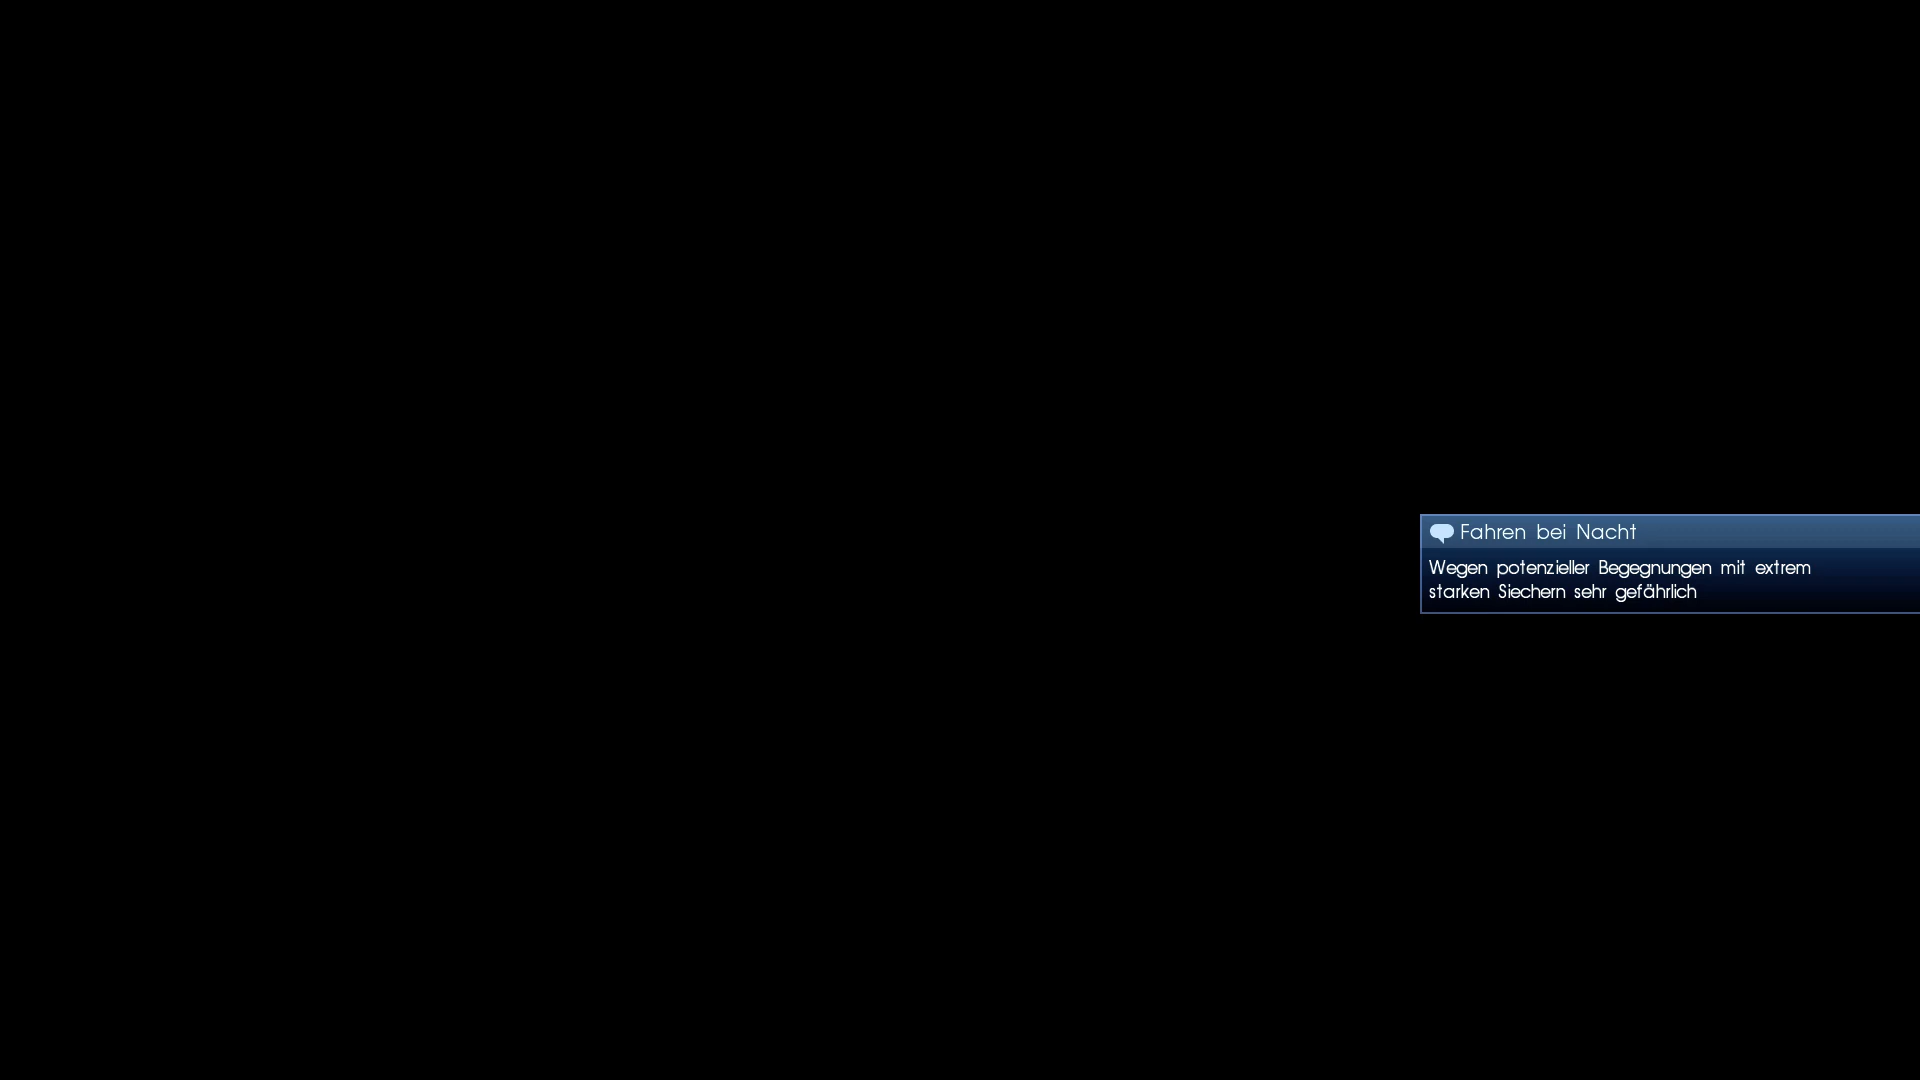 Fahren bei Nacht
Wegen potenzieller Begegnungen mit extrem
starken Siechern sehr gefährlich